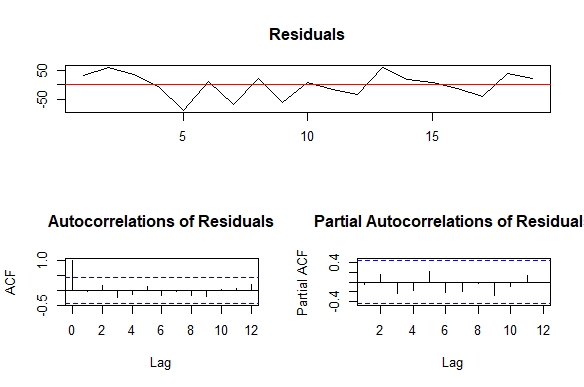 Residuals
50
-50
5 10 15
Autocorrelations of Residuals
ACF
1.0
-0.5
0 2 4 6 8 10 12
Lag
Partial Autocorrelations of Residuals
Partial ACF
0.4
-0.4
2 4 6 8 10 12
Lag